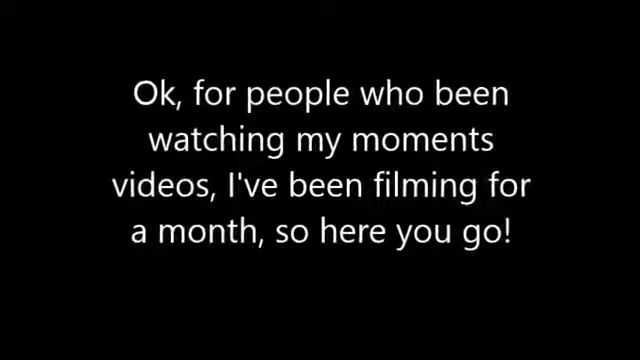 Ok, for people who been
watching my moments
videos, I've been filming for
a month, so here you go!